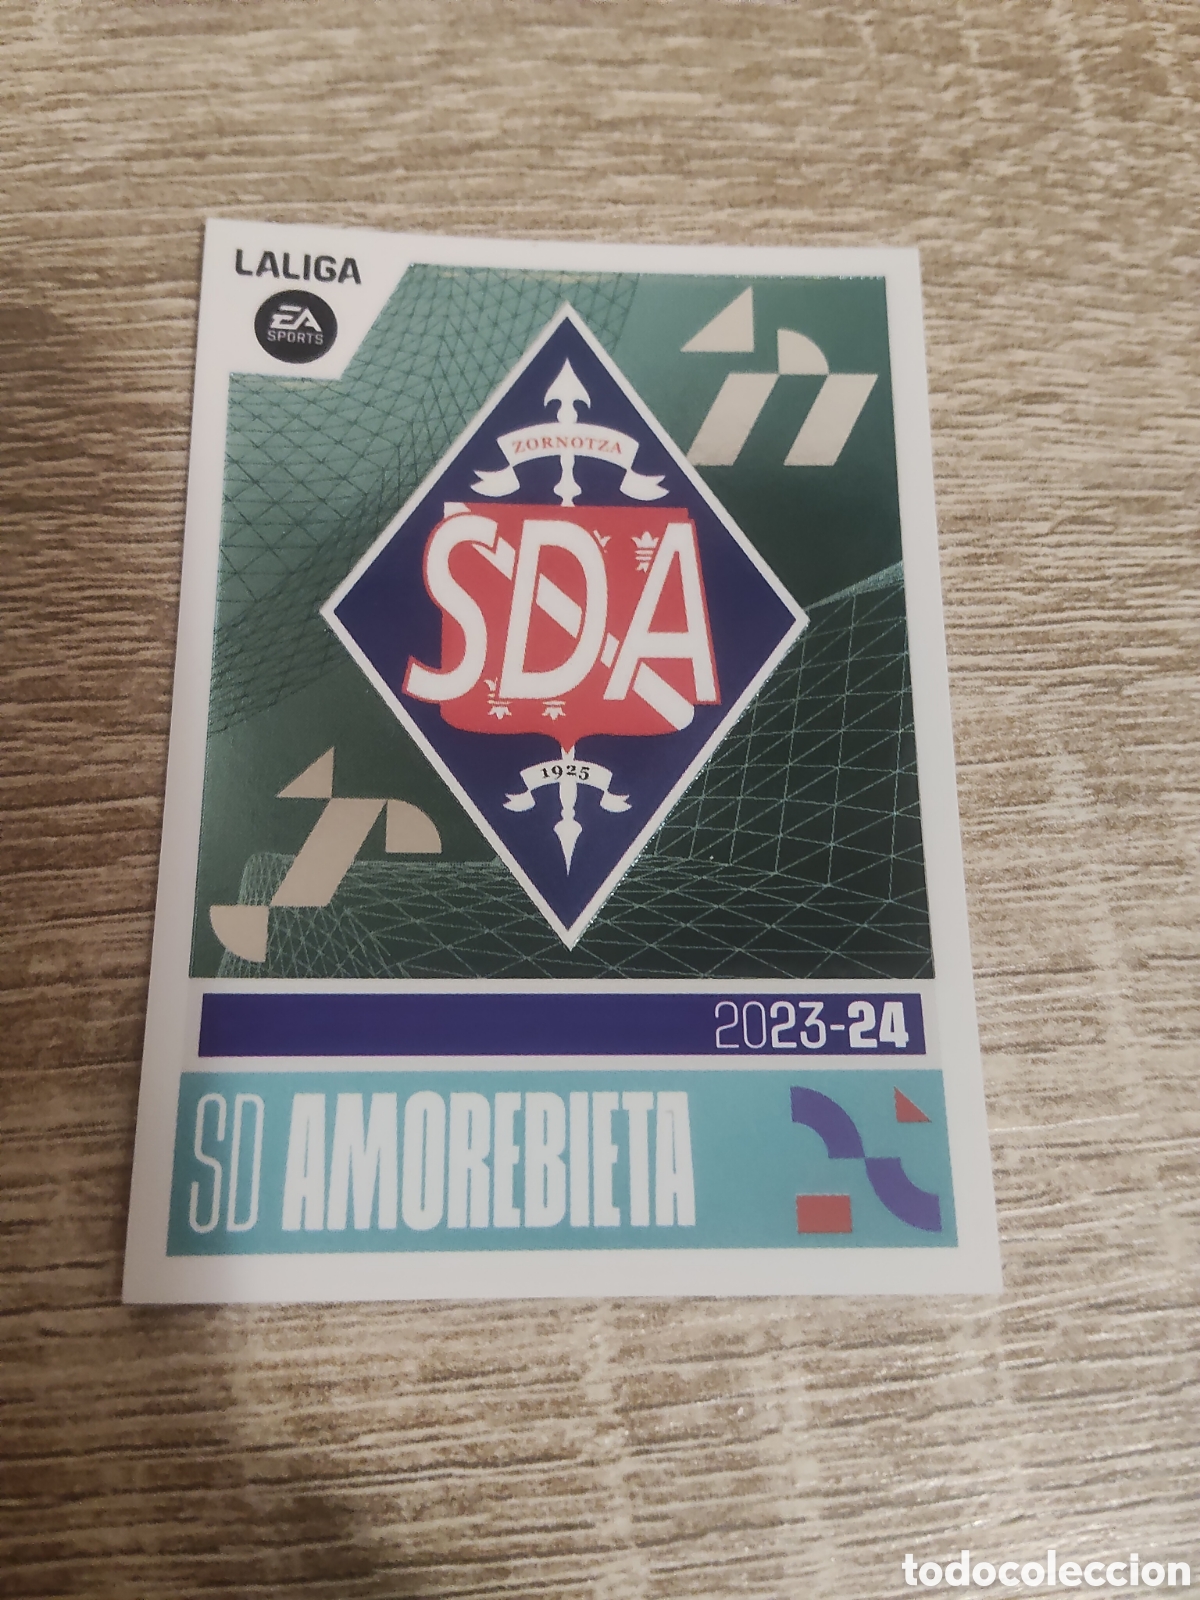 LALIGA
EA
SPORTS
ZORNOTZA
SDA
1925
2023-24
SD AMOREBIETA
todocoleccion